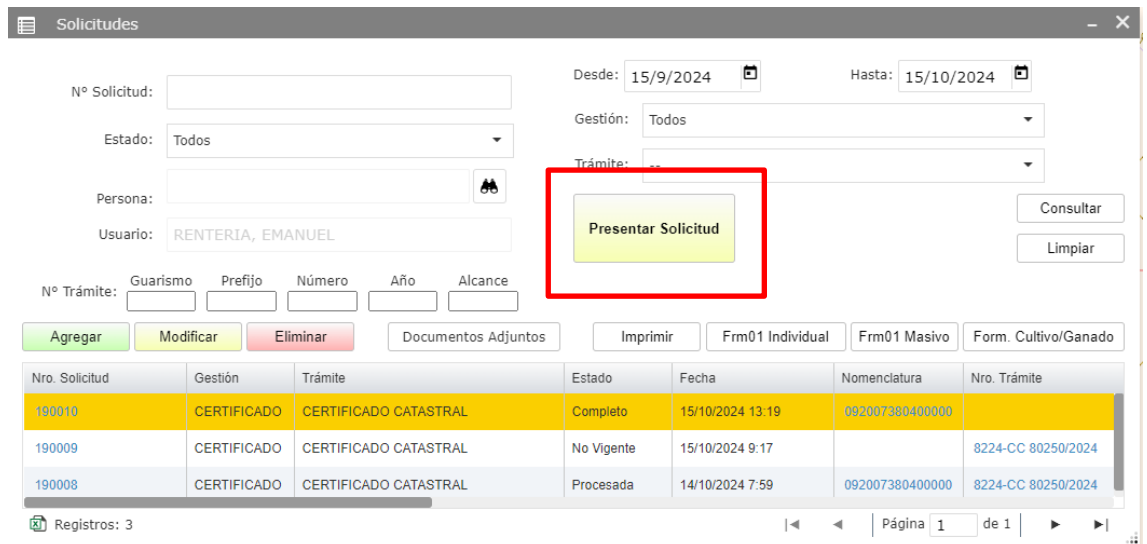 Solicitudes
Nº Solicitud:
Desde: 15/9/2024 Hasta: 15/10/2024
Estado: Todos
Gestión: Todos
Trámite: --
Persona:
Usuario: RENTERIA, EMANUEL
Presentar Solicitud
Consultar
Limpiar
Nº Trámite: Guarismo Prefijo Número Año Alcance
Agregar Modificar Eliminar Documentos Adjuntos Imprimir Frm01 Individual Frm01 Masivo Form. Cultivo/Ganado
Nro. Solicitud Gestión Trámite Estado Fecha Nomenclatura Nro. Trámite
190010 CERTIFICADO CERTIFICADO CATASTRAL Completo 15/10/2024 13:19 092007380400000
190009 CERTIFICADO CERTIFICADO CATASTRAL No Vigente 15/10/2024 9:17 8224-CC 80250/2024
190008 CERTIFICADO CERTIFICADO CATASTRAL Procesada 14/10/2024 7:59 092007380400000 8224-CC 80250/2024
Registros: 3 Página 1 de 1